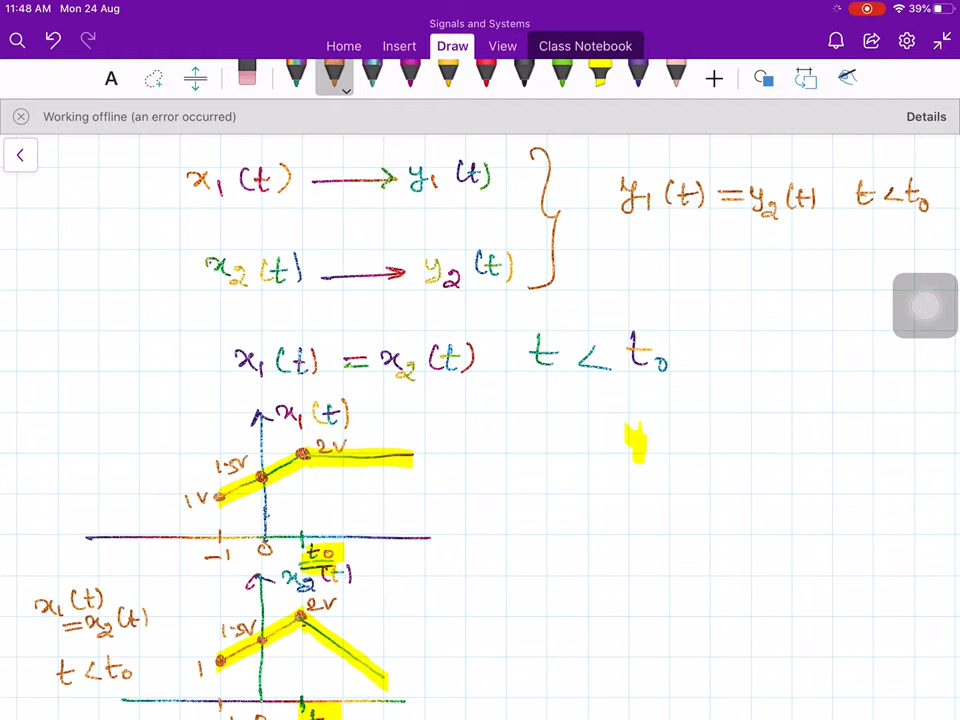 11:48 AM Mon 24 Aug
39%
Signals and Systems
Home Insert Draw View Class Notebook
A
Working offline (an error occurred) Details
x₁(t) → y₁(t)
y₁(t) = y₂(t) t < t₀
x₂(t) → y₂(t)
x₁(t) = x₂(t) t < t₀
x₁(t)
2V
1.5V
1V
-1 0 t₀
x₂(t)
x₁(t)
= x₂(t)
2V
1.5V
1
t < t₀